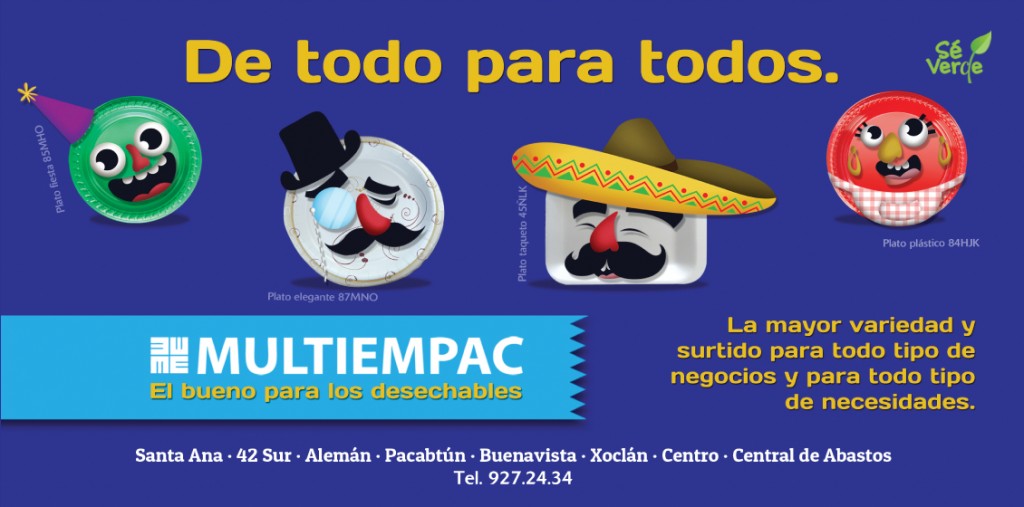 De todo para todos.
Sé
Verde
Plato fiesta 85MHO
Plato elegante 87MNO
Plato taqueto 45ÑLK
Plato plástico 84HJK
MULTIEMPAC
El bueno para los desechables
La mayor variedad y
surtido para todo tipo de
negocios y para todo tipo
de necesidades.
Santa Ana · 42 Sur · Alemán · Pacabtún · Buenavista · Xoclán · Centro · Central de Abastos
Tel. 927.24.34